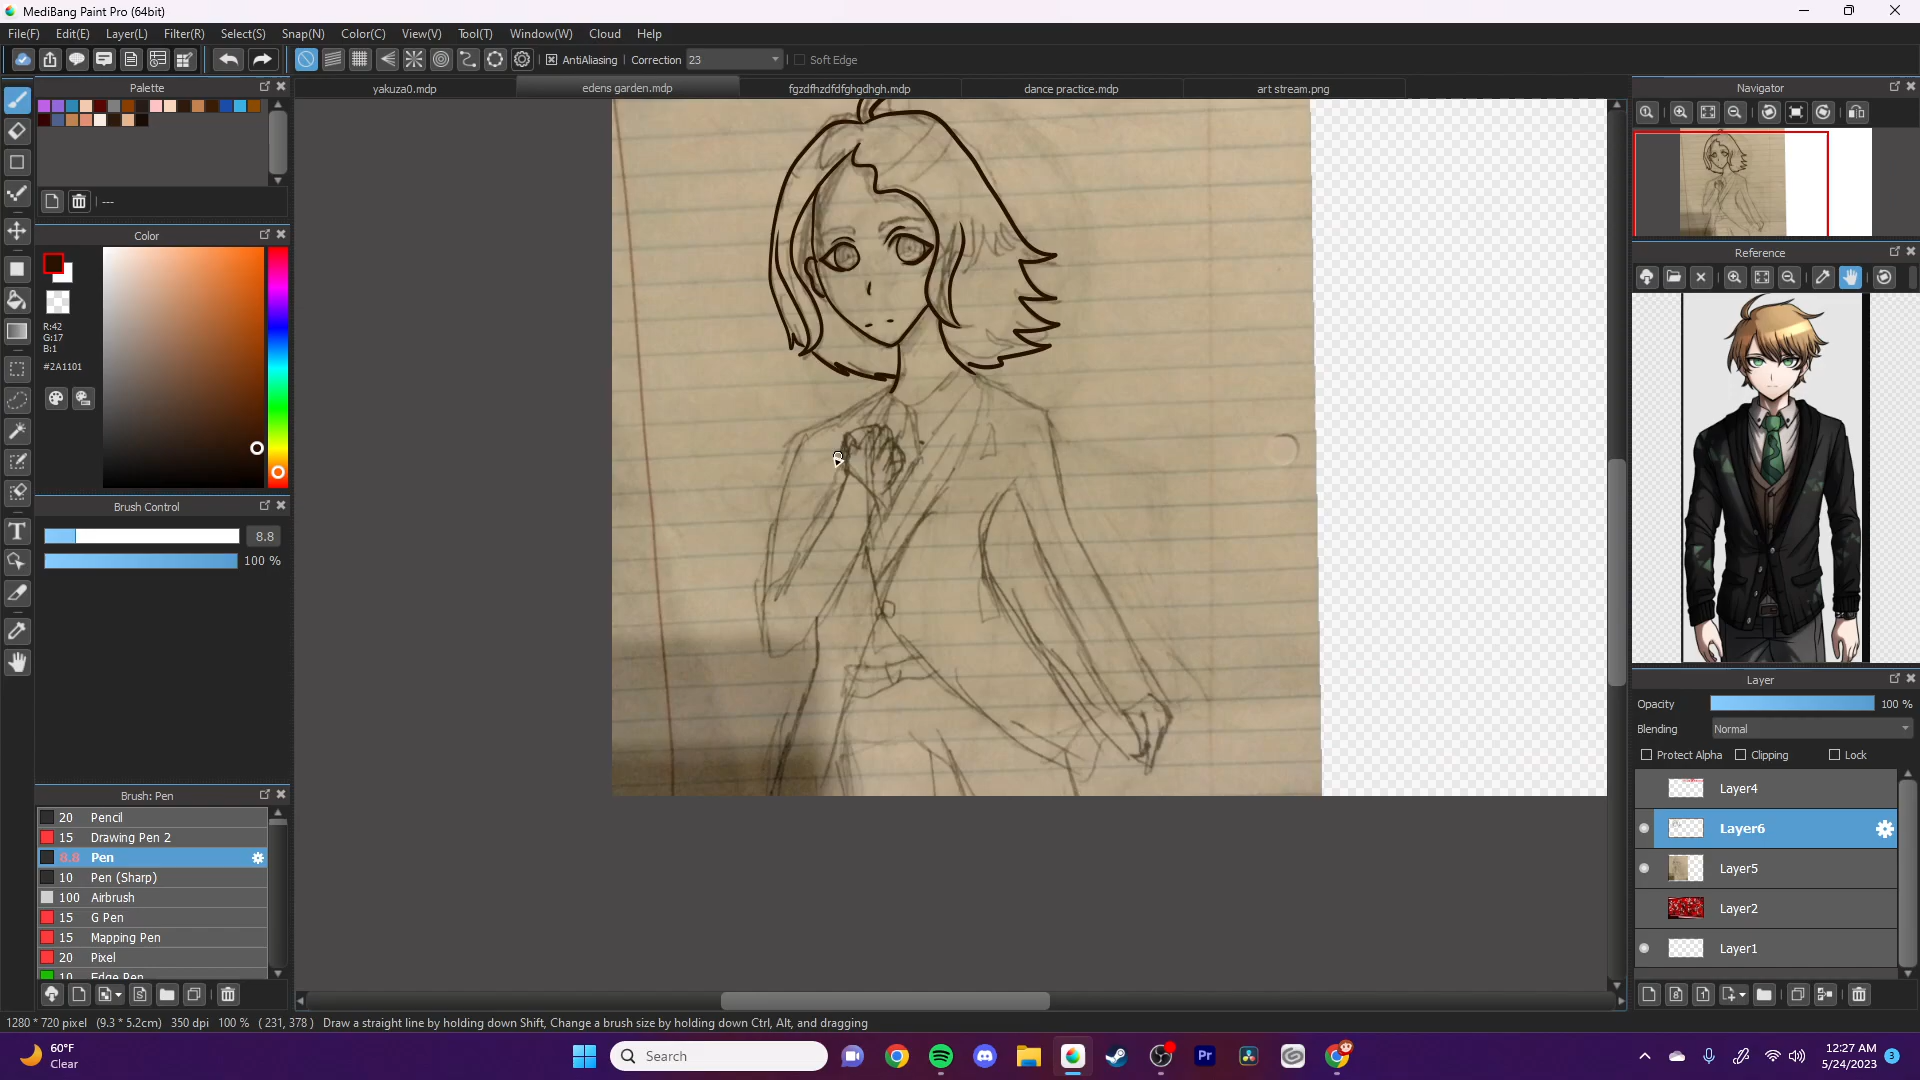 MediBang Paint Pro (64bit)
File(F) Edit(E) Layer(L) Filter(R) Select(S) Snap(N) Color(C) View(V) Tool(T) Window(W) Cloud Help
AntiAliasing Correction 23 Soft Edge
Palette
yakuza0.mdp edens garden.mdp fgzdfhzdfdfghgdhgh.mdp dance practice.mdp art stream.png
Navigator
---
Color
R:42
G:17
B:1
#2A1101
Reference
Brush Control
8.8
100 %
Layer
Opacity 100 %
Blending Normal
Protect Alpha Clipping Lock
Layer4
Layer6
Layer5
Layer2
Layer1
Brush: Pen
20 Pencil
15 Drawing Pen 2
8.8 Pen
10 Pen (Sharp)
100 Airbrush
15 G Pen
15 Mapping Pen
20 Pixel
10 Edge Pen
1280 * 720 pixel (9.3 * 5.2cm) 350 dpi 100 % ( 231, 378 ) Draw a straight line by holding down Shift, Change a brush size by holding down Ctrl, Alt, and dragging
60°F
Clear
Search
Pr
12:27 AM
5/24/2023
3